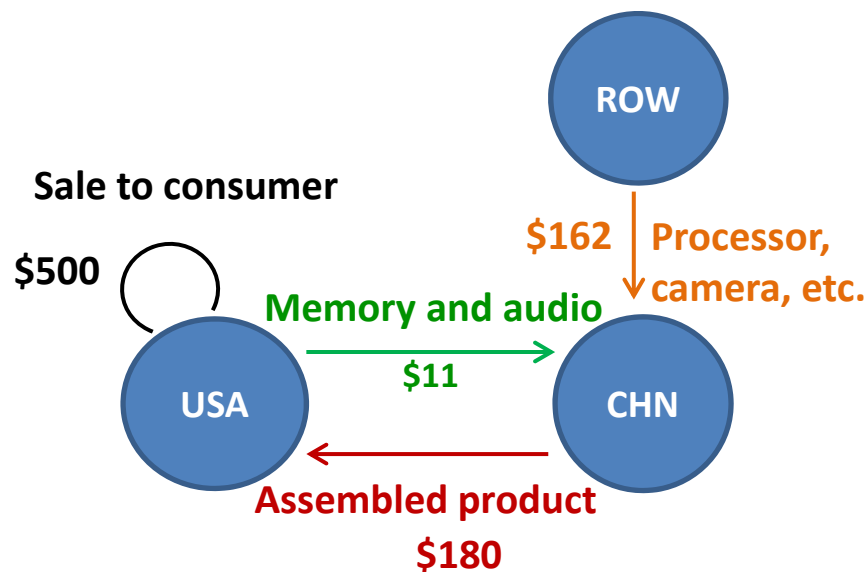 ROW
Sale to consumer
$500
$162
Processor,
camera, etc.
Memory and audio
$11
USA
CHN
Assembled product
$180